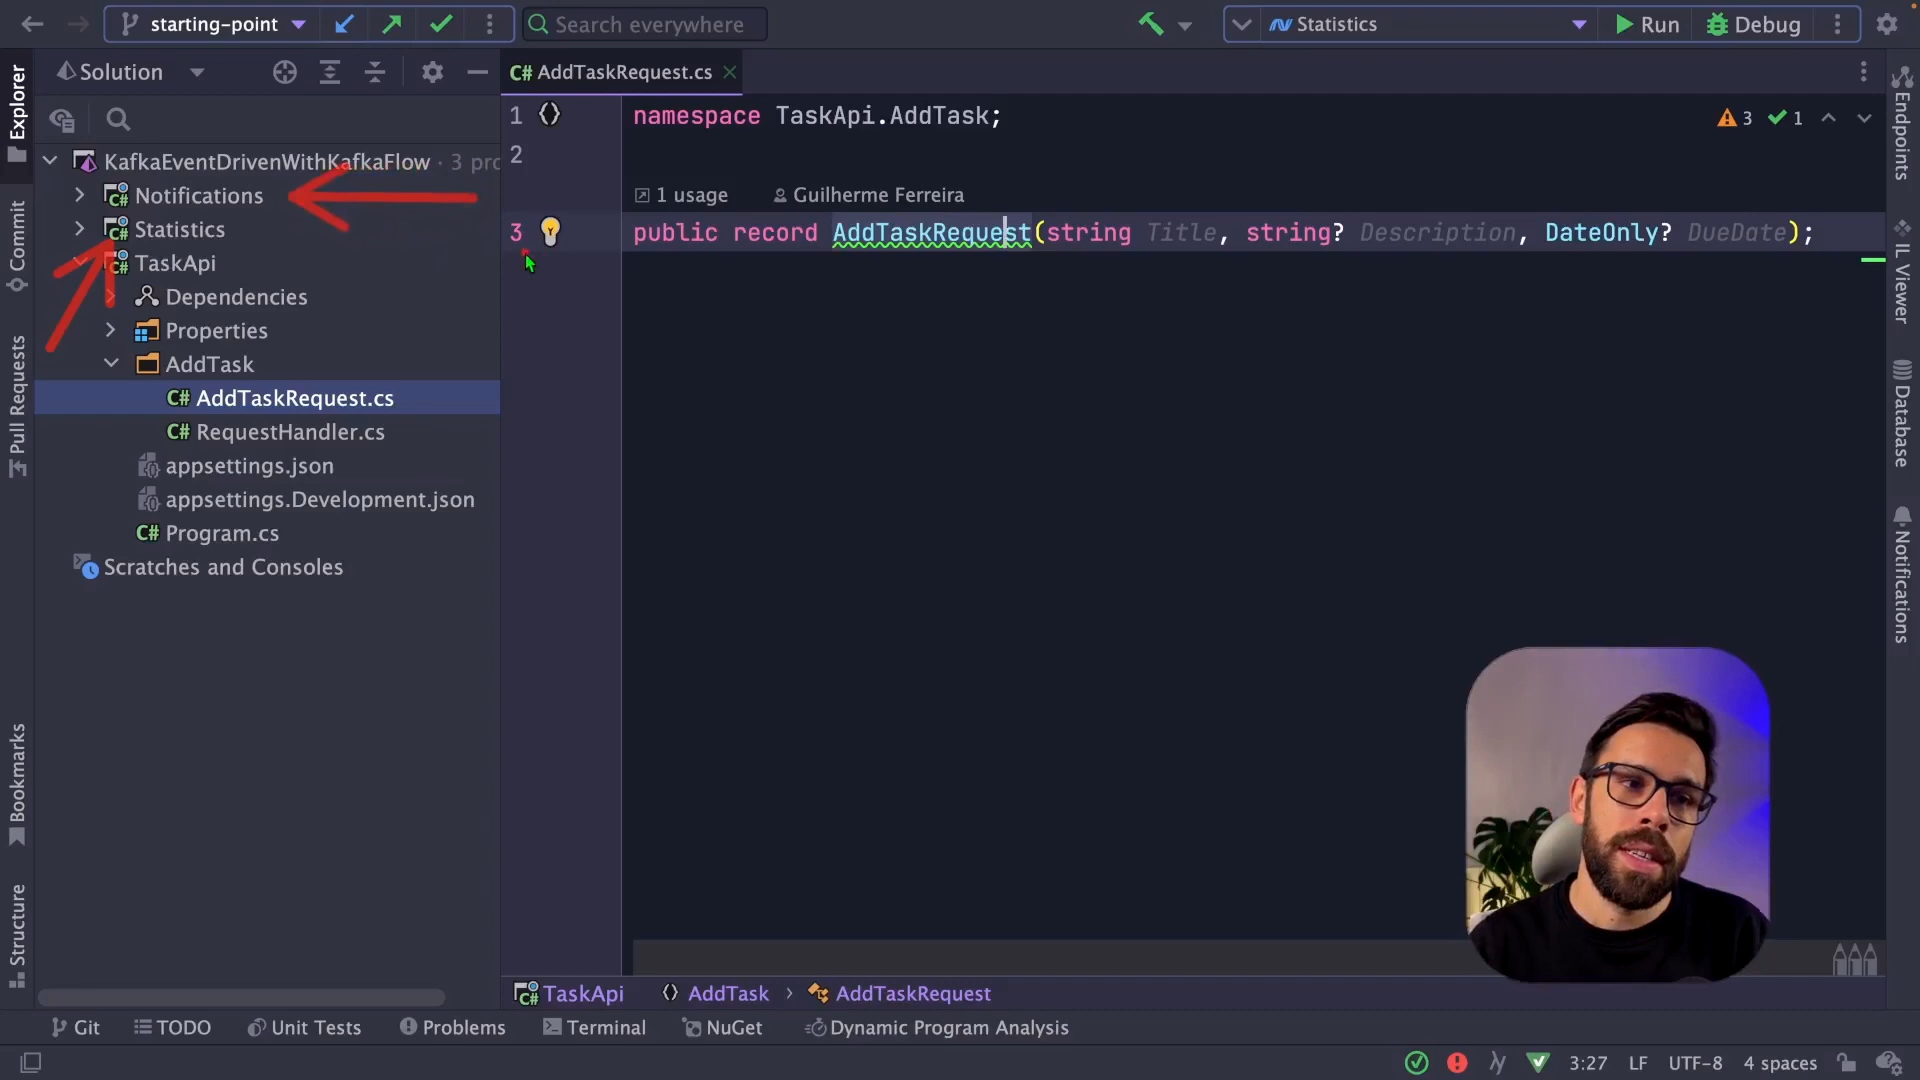 starting-point
Search everywhere
Statistics
Run
Debug
Explorer
Commit
Pull Requests
Bookmarks
Structure
Solution
KafkaEventDrivenWithKafkaFlow · 3 pro
Notifications
Statistics
TaskApi
Dependencies
Properties
AddTask
C# AddTaskRequest.cs
C# RequestHandler.cs
appsettings.json
appsettings.Development.json
C# Program.cs
Scratches and Consoles
C# AddTaskRequest.cs
1 namespace TaskApi.AddTask;
3 1
2
1 usage Guilherme Ferreira
3 public record AddTaskRequest(string Title, string? Description, DateOnly? DueDate);
Endpoints
IL Viewer
Database
Notifications
TaskApi AddTask › AddTaskRequest
Git TODO Unit Tests Problems Terminal NuGet Dynamic Program Analysis
3:27 LF UTF-8 4 spaces